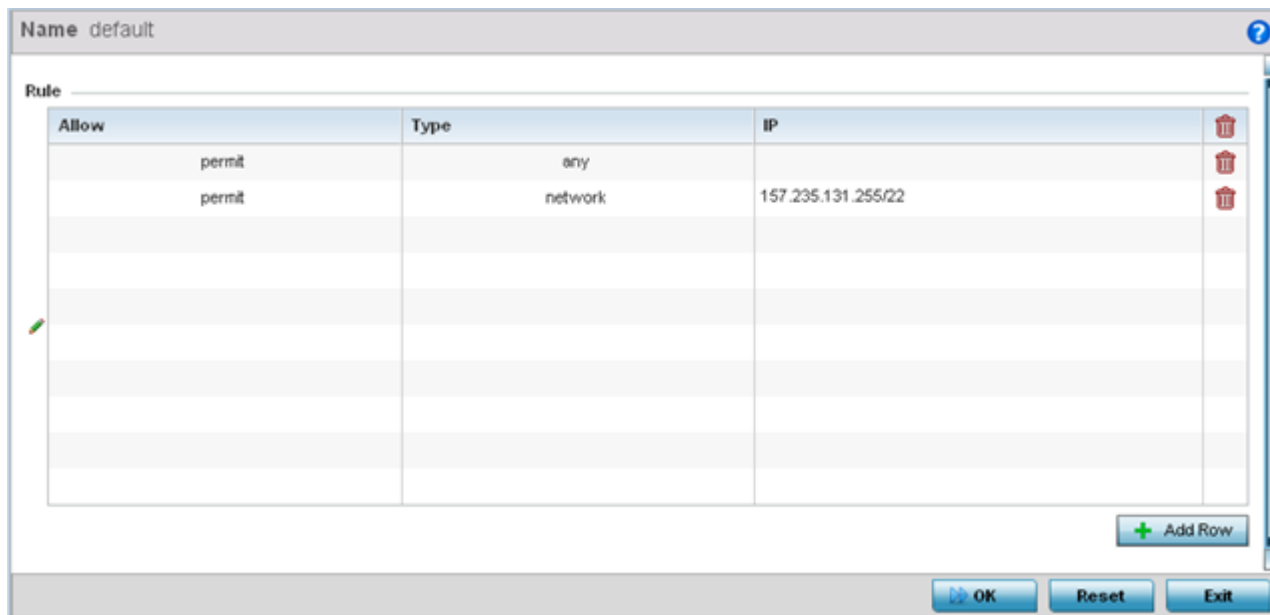 Name default
?
Rule
Allow Type IP
permit any
permit network 157.235.131.255/22
Add Row
OK Reset Exit